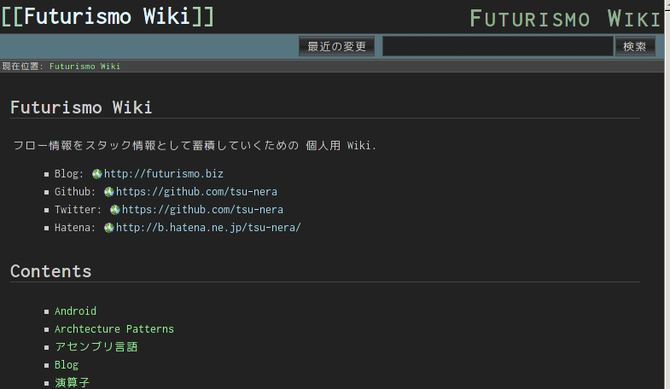 [[Futurismo Wiki]]
Futurismo Wiki
最近の変更
検索
現在位置: Futurismo Wiki
Futurismo Wiki
フロー情報をスタック情報として蓄積していくための 個人用 Wiki.
Blog: http://futurismo.biz
Github: https://github.com/tsu-nera
Twitter: https://github.com/tsu-nera
Hatena: http://b.hatena.ne.jp/tsu-nera/
Contents
Android
Archtecture Patterns
アセンブリ言語
Blog
演算子